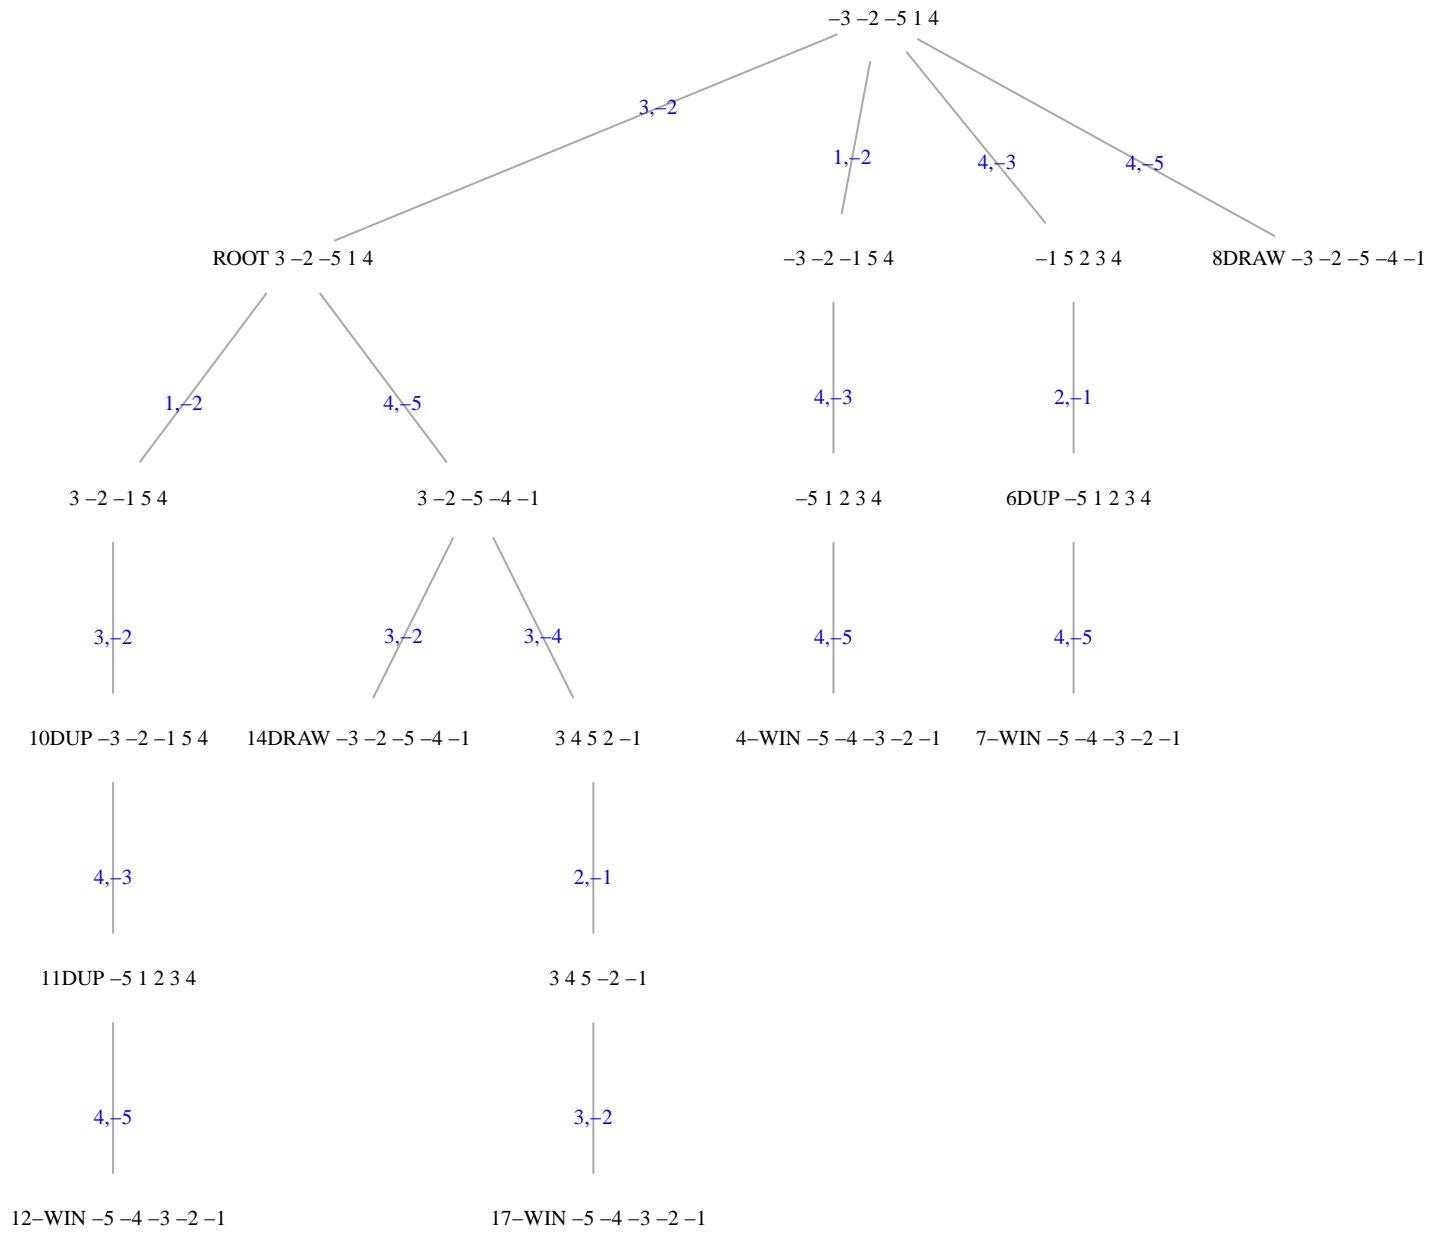 –3 –2 –5 1 4
3,–2
1,–2
4,–3
4,–5
ROOT 3 –2 –5 1 4
–3 –2 –1 5 4
–1 5 2 3 4
8DRAW –3 –2 –5 –4 –1
1,–2
4,–5
4,–3
2,–1
3 –2 –1 5 4
3 –2 –5 –4 –1
–5 1 2 3 4
6DUP –5 1 2 3 4
3,–2
3,–2
3,–4
4,–5
4,–5
10DUP –3 –2 –1 5 4
14DRAW –3 –2 –5 –4 –1
3 4 5 2 –1
4–WIN –5 –4 –3 –2 –1
7–WIN –5 –4 –3 –2 –1
4,–3
2,–1
11DUP –5 1 2 3 4
3 4 5 –2 –1
4,–5
3,–2
12–WIN –5 –4 –3 –2 –1
17–WIN –5 –4 –3 –2 –1